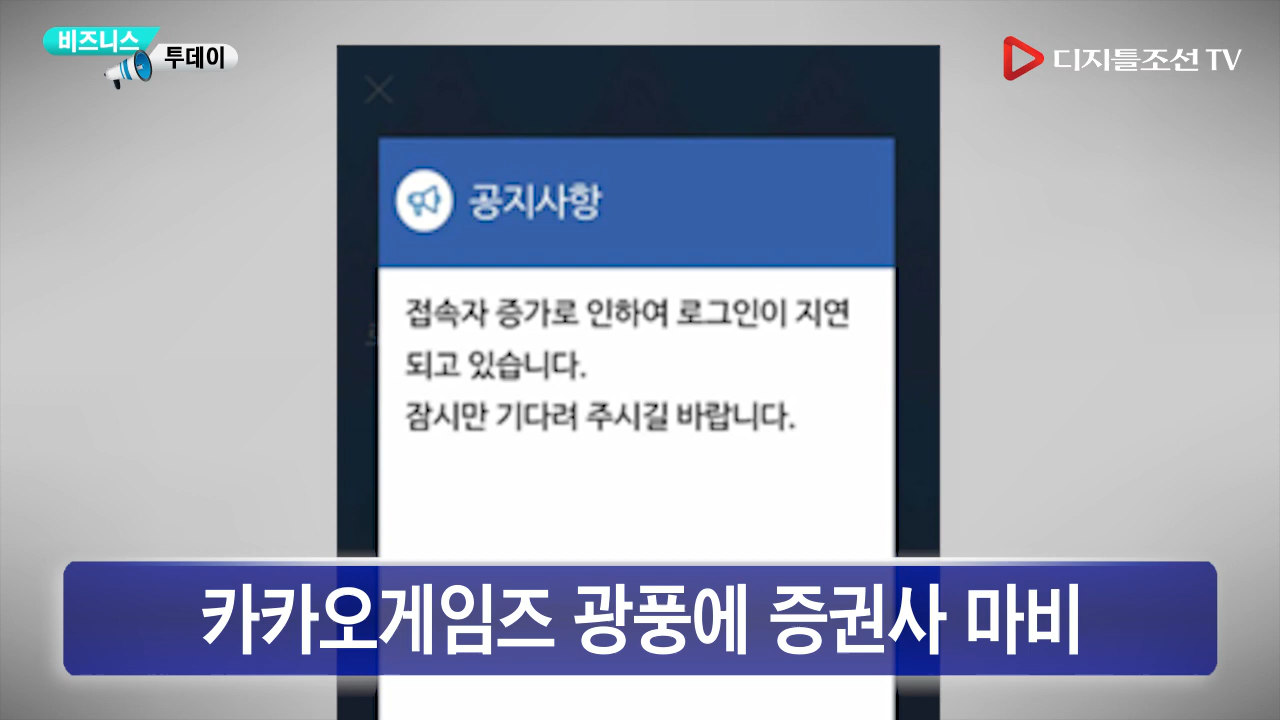 비즈니스
투데이
디지틀조선 TV
공지사항
접속자 증가로 인하여 로그인이 지연
되고 있습니다.
잠시만 기다려 주시길 바랍니다.
카카오게임즈 광풍에 증권사 마비